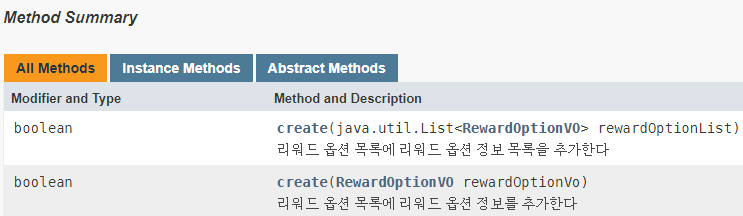 Method Summary
All Methods Instance Methods Abstract Methods
Modifier and Type Method and Description
boolean create(java.util.List<RewardOptionVO> rewardOptionList)
리워드 옵션 목록에 리워드 옵션 정보 목록을 추가한다
boolean create(RewardOptionVO rewardOptionVo)
리워드 옵션 목록에 리워드 옵션 정보를 추가한다